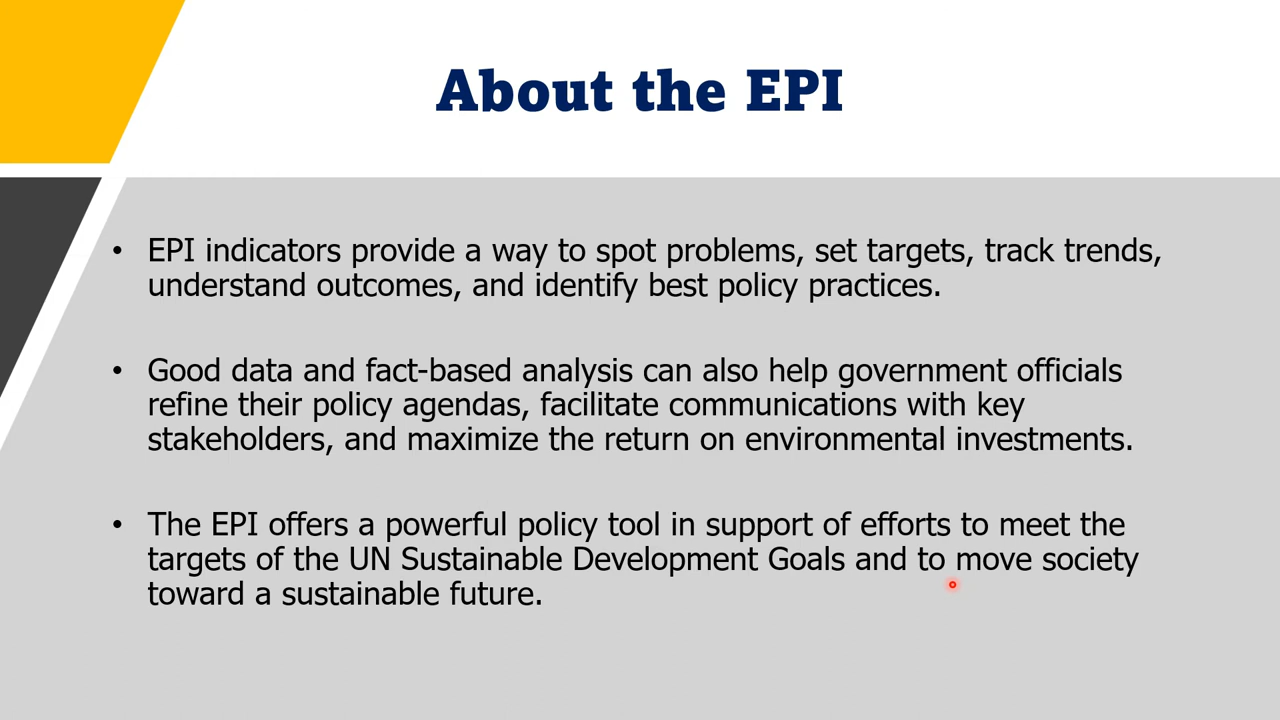 About the EPI
• EPI indicators provide a way to spot problems, set targets, track trends,
understand outcomes, and identify best policy practices.
• Good data and fact-based analysis can also help government officials
refine their policy agendas, facilitate communications with key
stakeholders, and maximize the return on environmental investments.
• The EPI offers a powerful policy tool in support of efforts to meet the
targets of the UN Sustainable Development Goals and to move society
toward a sustainable future.